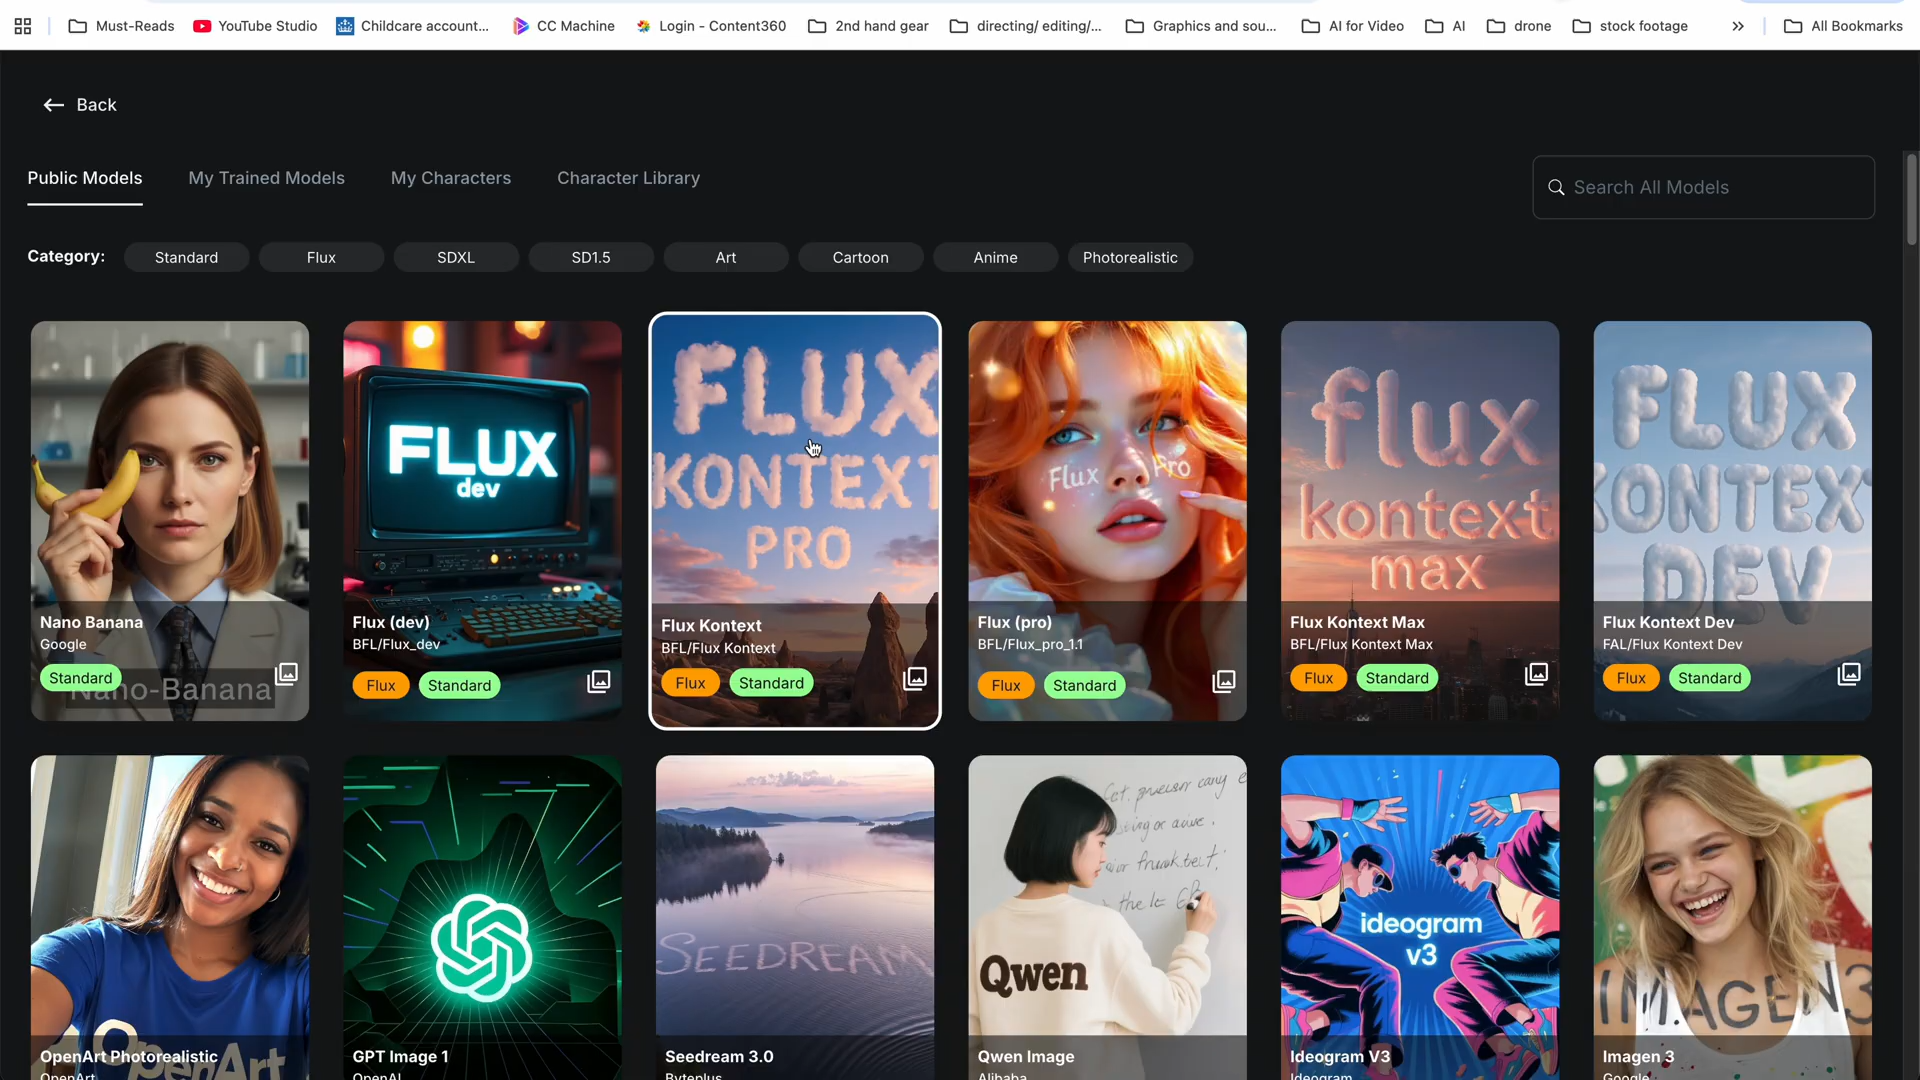 Must-Reads YouTube Studio Childcare account... CC Machine Login - Content360 2nd hand gear directing/ editing/... Graphics and sou... AI for Video AI drone stock footage All Bookmarks
Back
Public Models My Trained Models My Characters Character Library Search All Models
Category: Standard Flux SDXL SD1.5 Art Cartoon Anime Photorealistic
Nano-Banana
Nano Banana
Google
Standard
FLUX
dev
Flux (dev)
BFL/Flux_dev
Flux Standard
FLUX
KONTEXT
PRO
Flux Kontext
BFL/Flux Kontext
Flux Standard
Flux Pro
Flux (pro)
BFL/Flux_pro_1.1
Flux Standard
flux
kontext
max
Flux Kontext Max
BFL/Flux Kontext Max
Flux Standard
FLUX
KONTEXT
DEV
Flux Kontext Dev
FAL/Flux Kontext Dev
Flux Standard
OpenArt
OpenArt Photorealistic
OpenArt
GPT Image 1
OpenAI
SEEDREAM
Seedream 3.0
Byteplus
Qwen
Qwen Image
Alibaba
ideogram
v3
Ideogram V3
Ideogram
IMAGEN 3
Imagen 3
Google